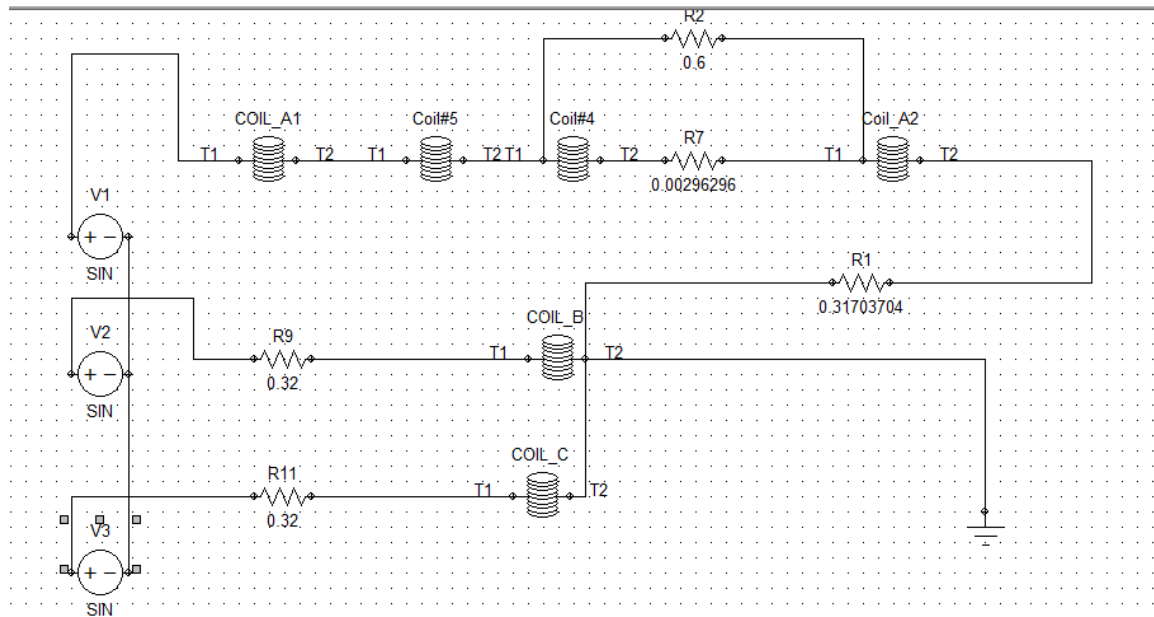 R2
0.6
COIL_A1
Coil#5
Coil#4
Coil_A2
R7
T1
T2
T1
T2
T1
T2
T1
T2
0.00296296
V1
+ -
SIN
R1
0.31703704
COIL_B
V2
R9
T1
T2
+ -
0.32
SIN
COIL_C
R11
T1
T2
0.32
V3
+ -
SIN